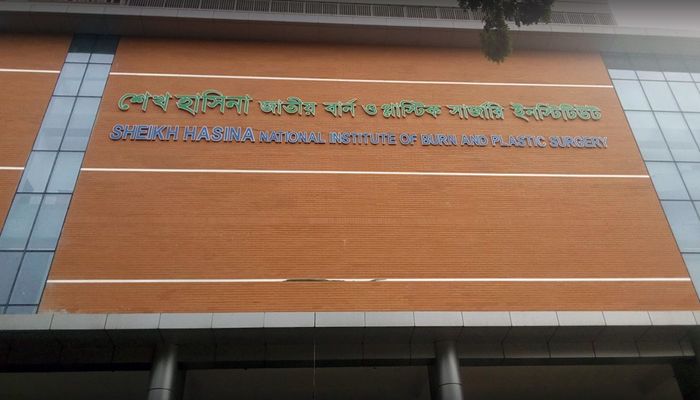 শেখ হাসিনা জাতীয় বার্ন ও প্লাস্টিক সার্জারি ইনস্টিটিউট
SHEIKH HASINA NATIONAL INSTITUTE OF BURN AND PLASTIC SURGERY